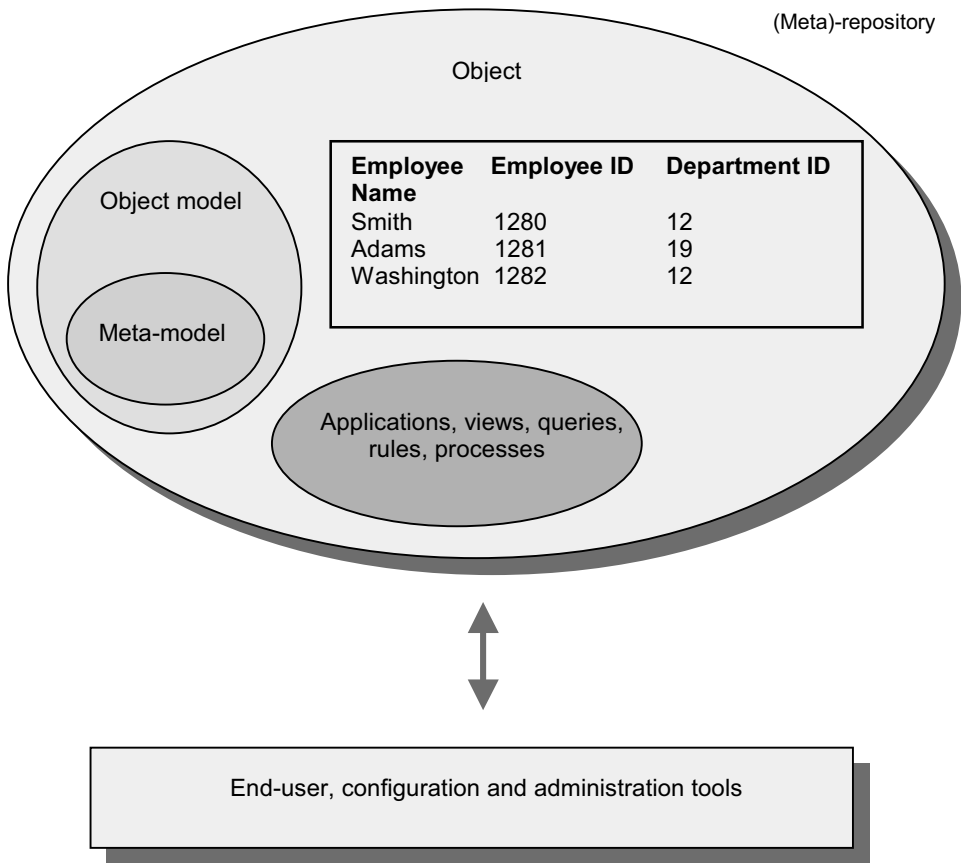 (Meta)-repository
Object
Employee Name Employee ID Department ID
Smith 1280 12
Adams 1281 19
Washington 1282 12
Object model
Meta-model
Applications, views, queries,
rules, processes
End-user, configuration and administration tools